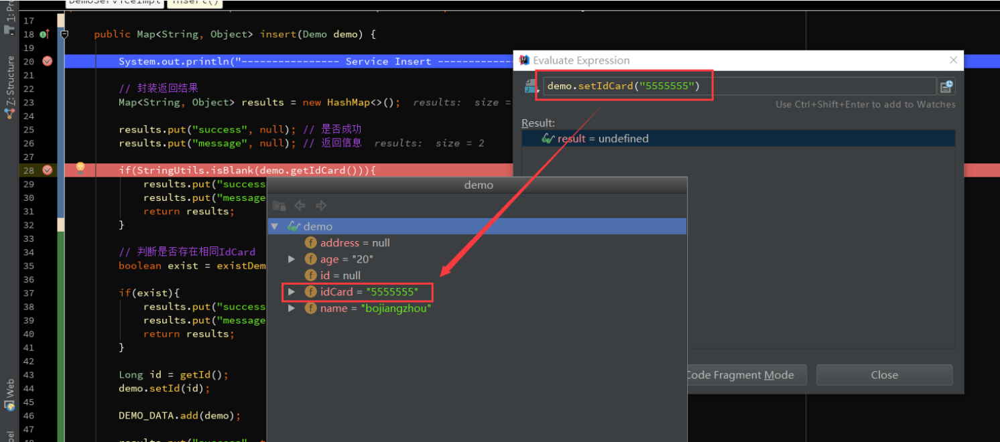 DemoServiceImpl insert()
1: Pr
Z: Structure
Web
17
18 public Map<String, Object> insert(Demo demo) {
19
20 System.out.println("---------------- Service Insert -------------
21
22 // 封装返回结果
23 Map<String, Object> results = new HashMap<>(); results: size =
24
25 results.put("success", null); // 是否成功
26 results.put("message", null); // 返回信息 results: size = 2
27
28 if(StringUtils.isBlank(demo.getIdCard())){
29 results.put("success
30 results.put("message
31 return results;
32 }
33
34 // 判断是否存在相同IdCard
35 boolean exist = existDem
36
37 if(exist){
38 results.put("success
39 results.put("message
40 return results;
41 }
42
43 Long id = getId();
44 demo.setId(id);
45
46 DEMO_DATA.add(demo);
47
48 results.put("success"
Evaluate Expression
demo.setIdCard("5555555")
Use Ctrl+Shift+Enter to add to Watches
Result:
result = undefined
demo
demo
address = null
age = "20"
id = null
idCard = "5555555"
name = "bojiangzhou"
Code Fragment Mode
Close